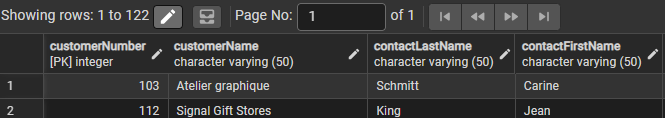 Showing rows: 1 to 122 Page No: 1 of 1
customerNumber customerName contactLastName contactFirstName
[PK] integer character varying (50) character varying (50) character varying (50)
1 103 Atelier graphique Schmitt Carine
2 112 Signal Gift Stores King Jean